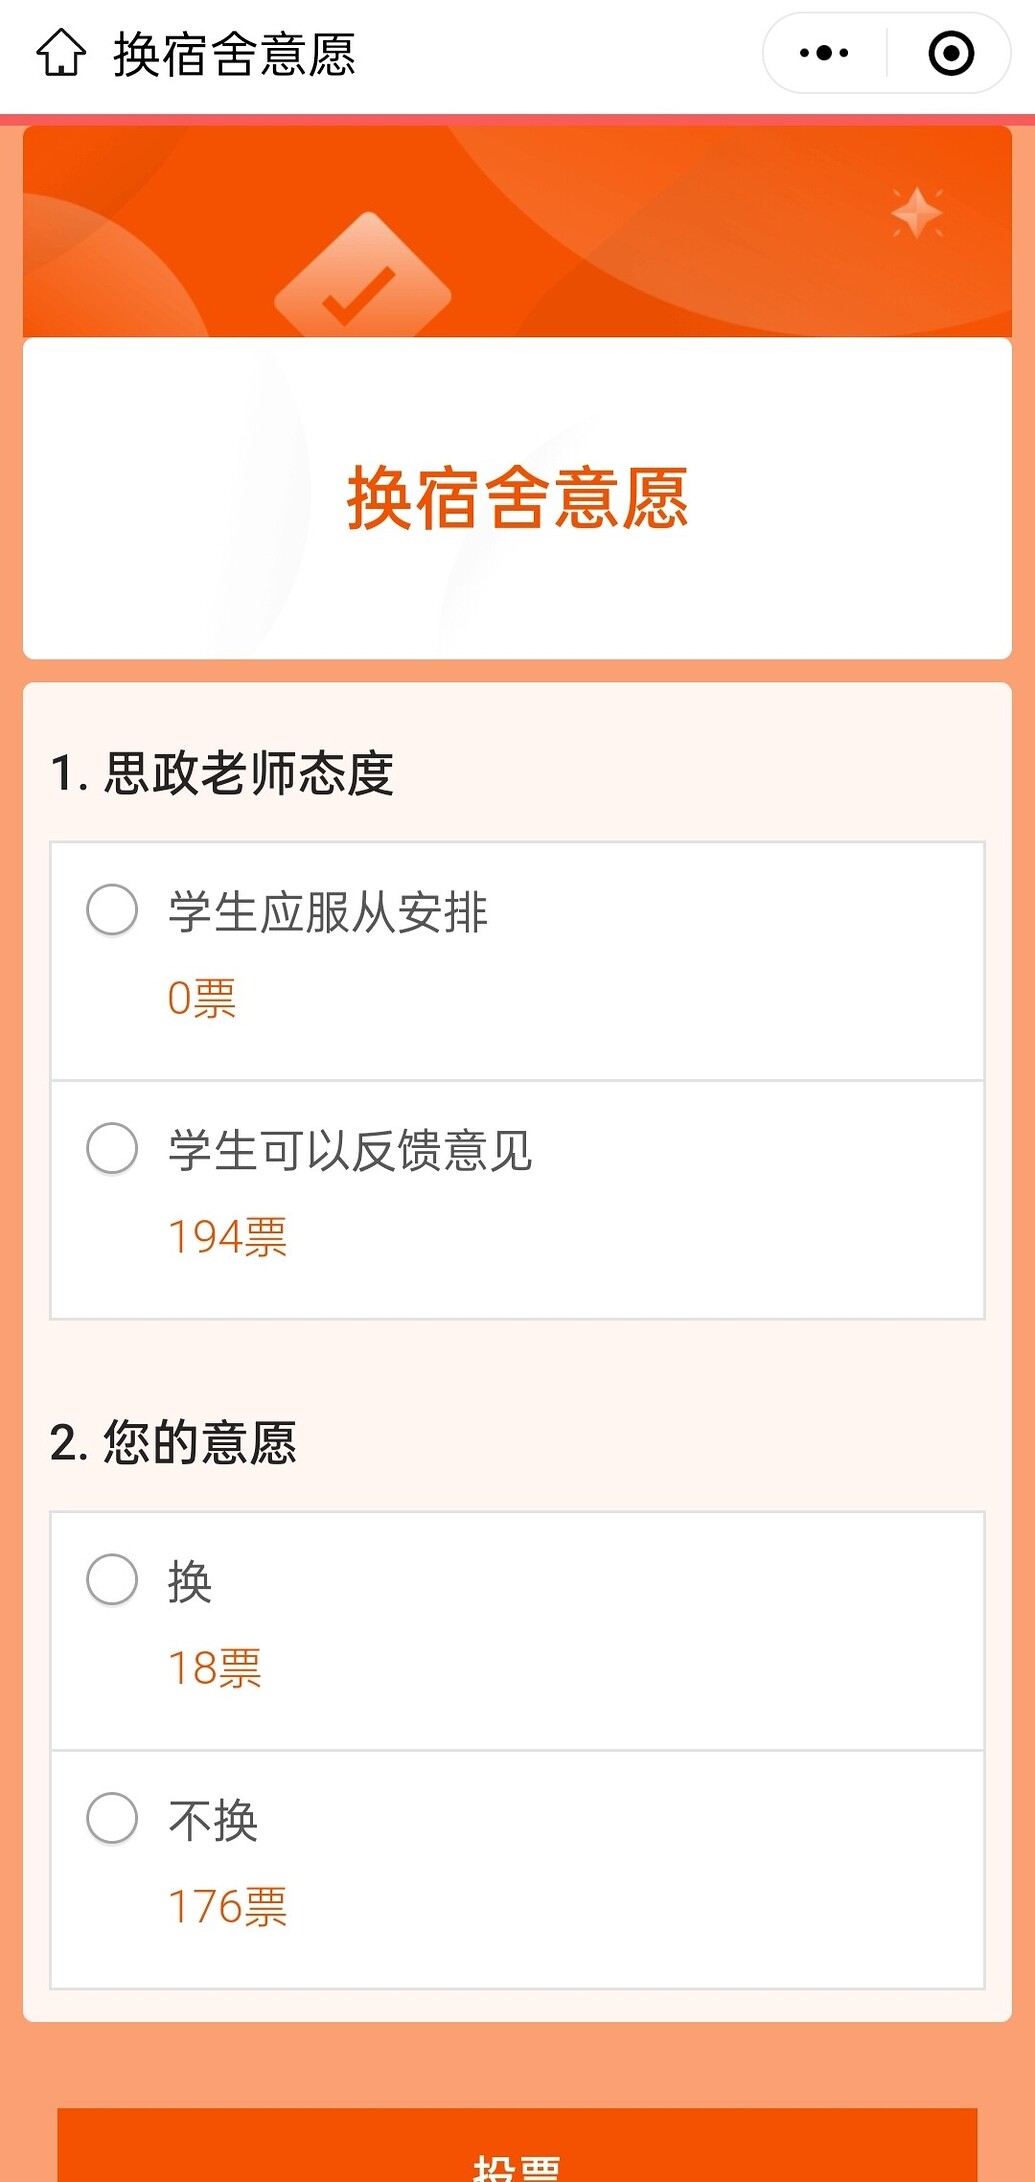 换宿舍意愿
换宿舍意愿
1. 思政老师态度
学生应服从安排
0票
学生可以反馈意见
194票
2. 您的意愿
换
18票
不换
176票
投票